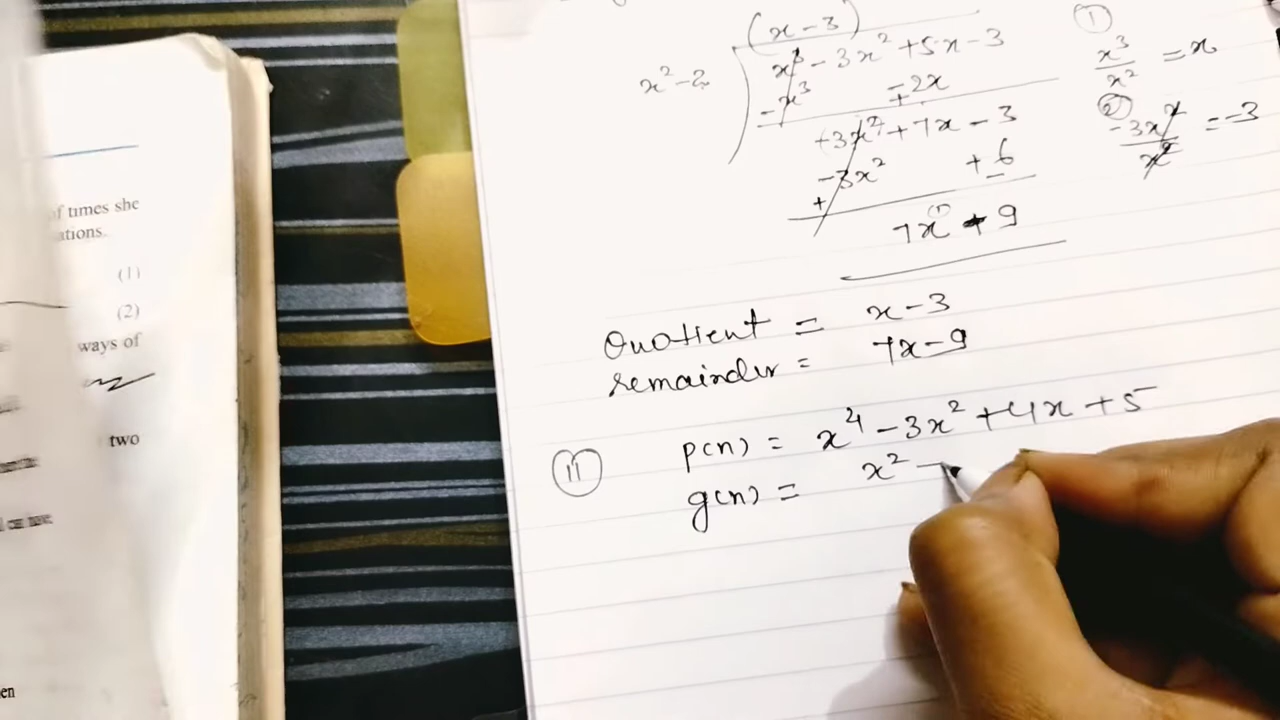 of times she
ations.
(1)
(2)
ways of
two
(x - 3)
x² - 2 ) x³ - 3x² + 5x - 3
- x³ - 2x
+
+3x² + 7x - 3
- 3x² + 6
+ -
7x - 9
① x³/x² = x
② -3x²/x² = -3
Quotient = x - 3
remainder = 7x - 9
(ii) p(n) = x⁴ - 3x² + 4x + 5
g(n) = x² -